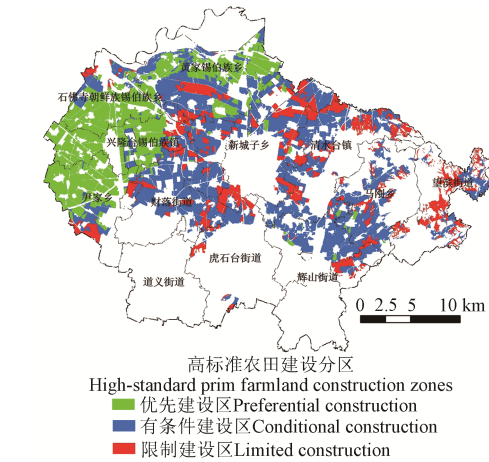 黄家锡伯族乡
石佛寺朝鲜族锡伯族乡
兴隆台锡伯族镇
新城子乡
清水台镇
马刚乡
财落街道
虎石台街道
道义街道
辉山街道
0 2.5 5 10 km
高标准农田建设分区
High-standard prim farmland construction zones
优先建设区Preferential construction
有条件建设区Conditional construction
限制建设区Limited construction